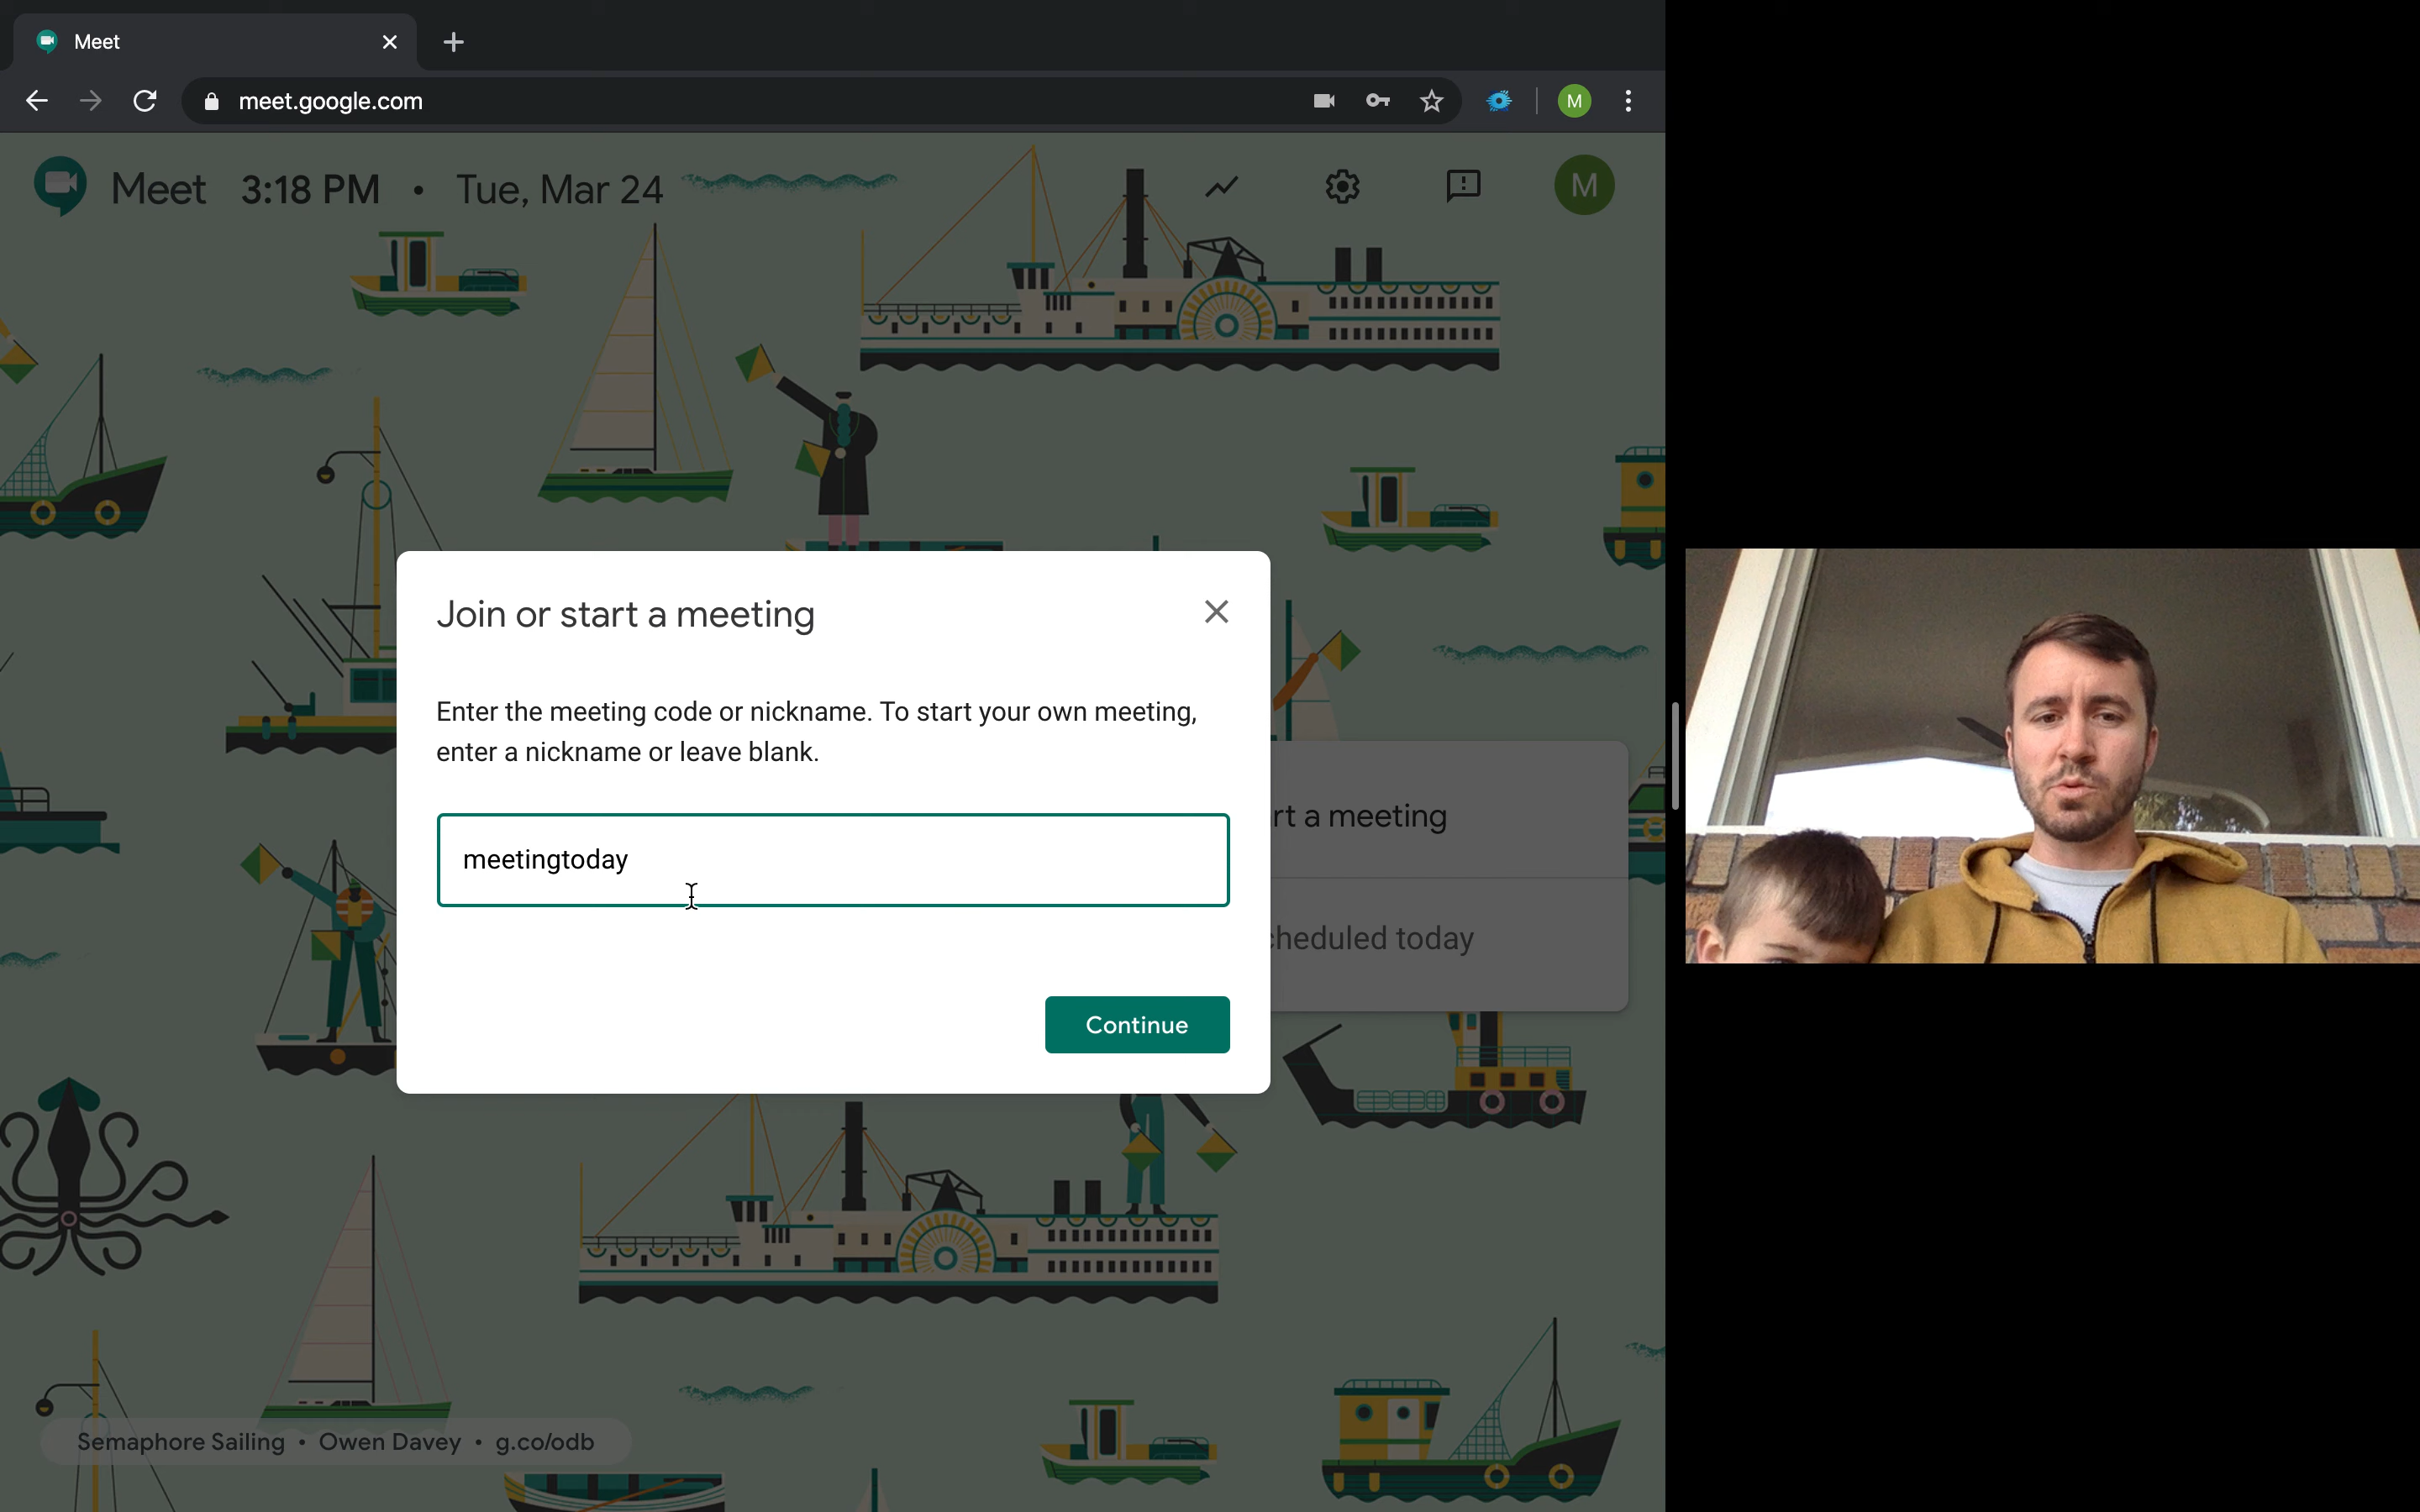 Meet
meet.google.com
M
Meet 3:18 PM • Tue, Mar 24
M
Join or start a meeting
Enter the meeting code or nickname. To start your own meeting,
enter a nickname or leave blank.
rt a meeting
meetingtoday
cheduled today
Continue
Semaphore Sailing • Owen Davey • g.co/odb